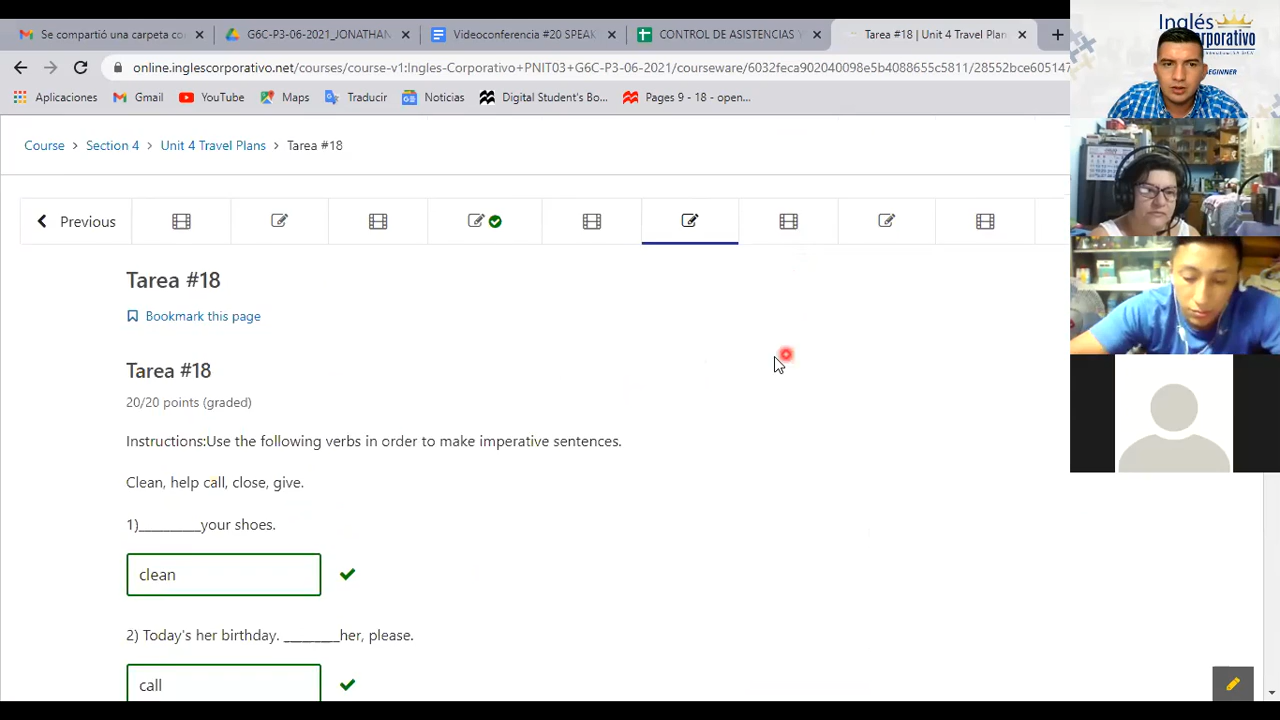 Se compartió una carpeta co
G6C-P3-06-2021_JONATHAN
Videoconferencia #20 SPEAK
CONTROL DE ASISTENCIAS
Tarea #18 | Unit 4 Travel Plan
online.inglescorporativo.net/courses/course-v1:Ingles-Corporativo+PNI103+G6C-P3-06-2021/courseware/6032feca902040098e5b4088655c5811/28552bce605147
Aplicaciones
Gmail
YouTube
Maps
Traducir
Noticias
Digital Student's Bo...
Pages 9 - 18 - open...
Inglés
Corporativo
BEGINNER
Course > Section 4 > Unit 4 Travel Plans > Tarea #18
Previous
Tarea #18
Bookmark this page
Tarea #18
20/20 points (graded)
Instructions:Use the following verbs in order to make imperative sentences.
Clean, help call, close, give.
1)__________your shoes.
clean
2) Today's her birthday. _________her, please.
call